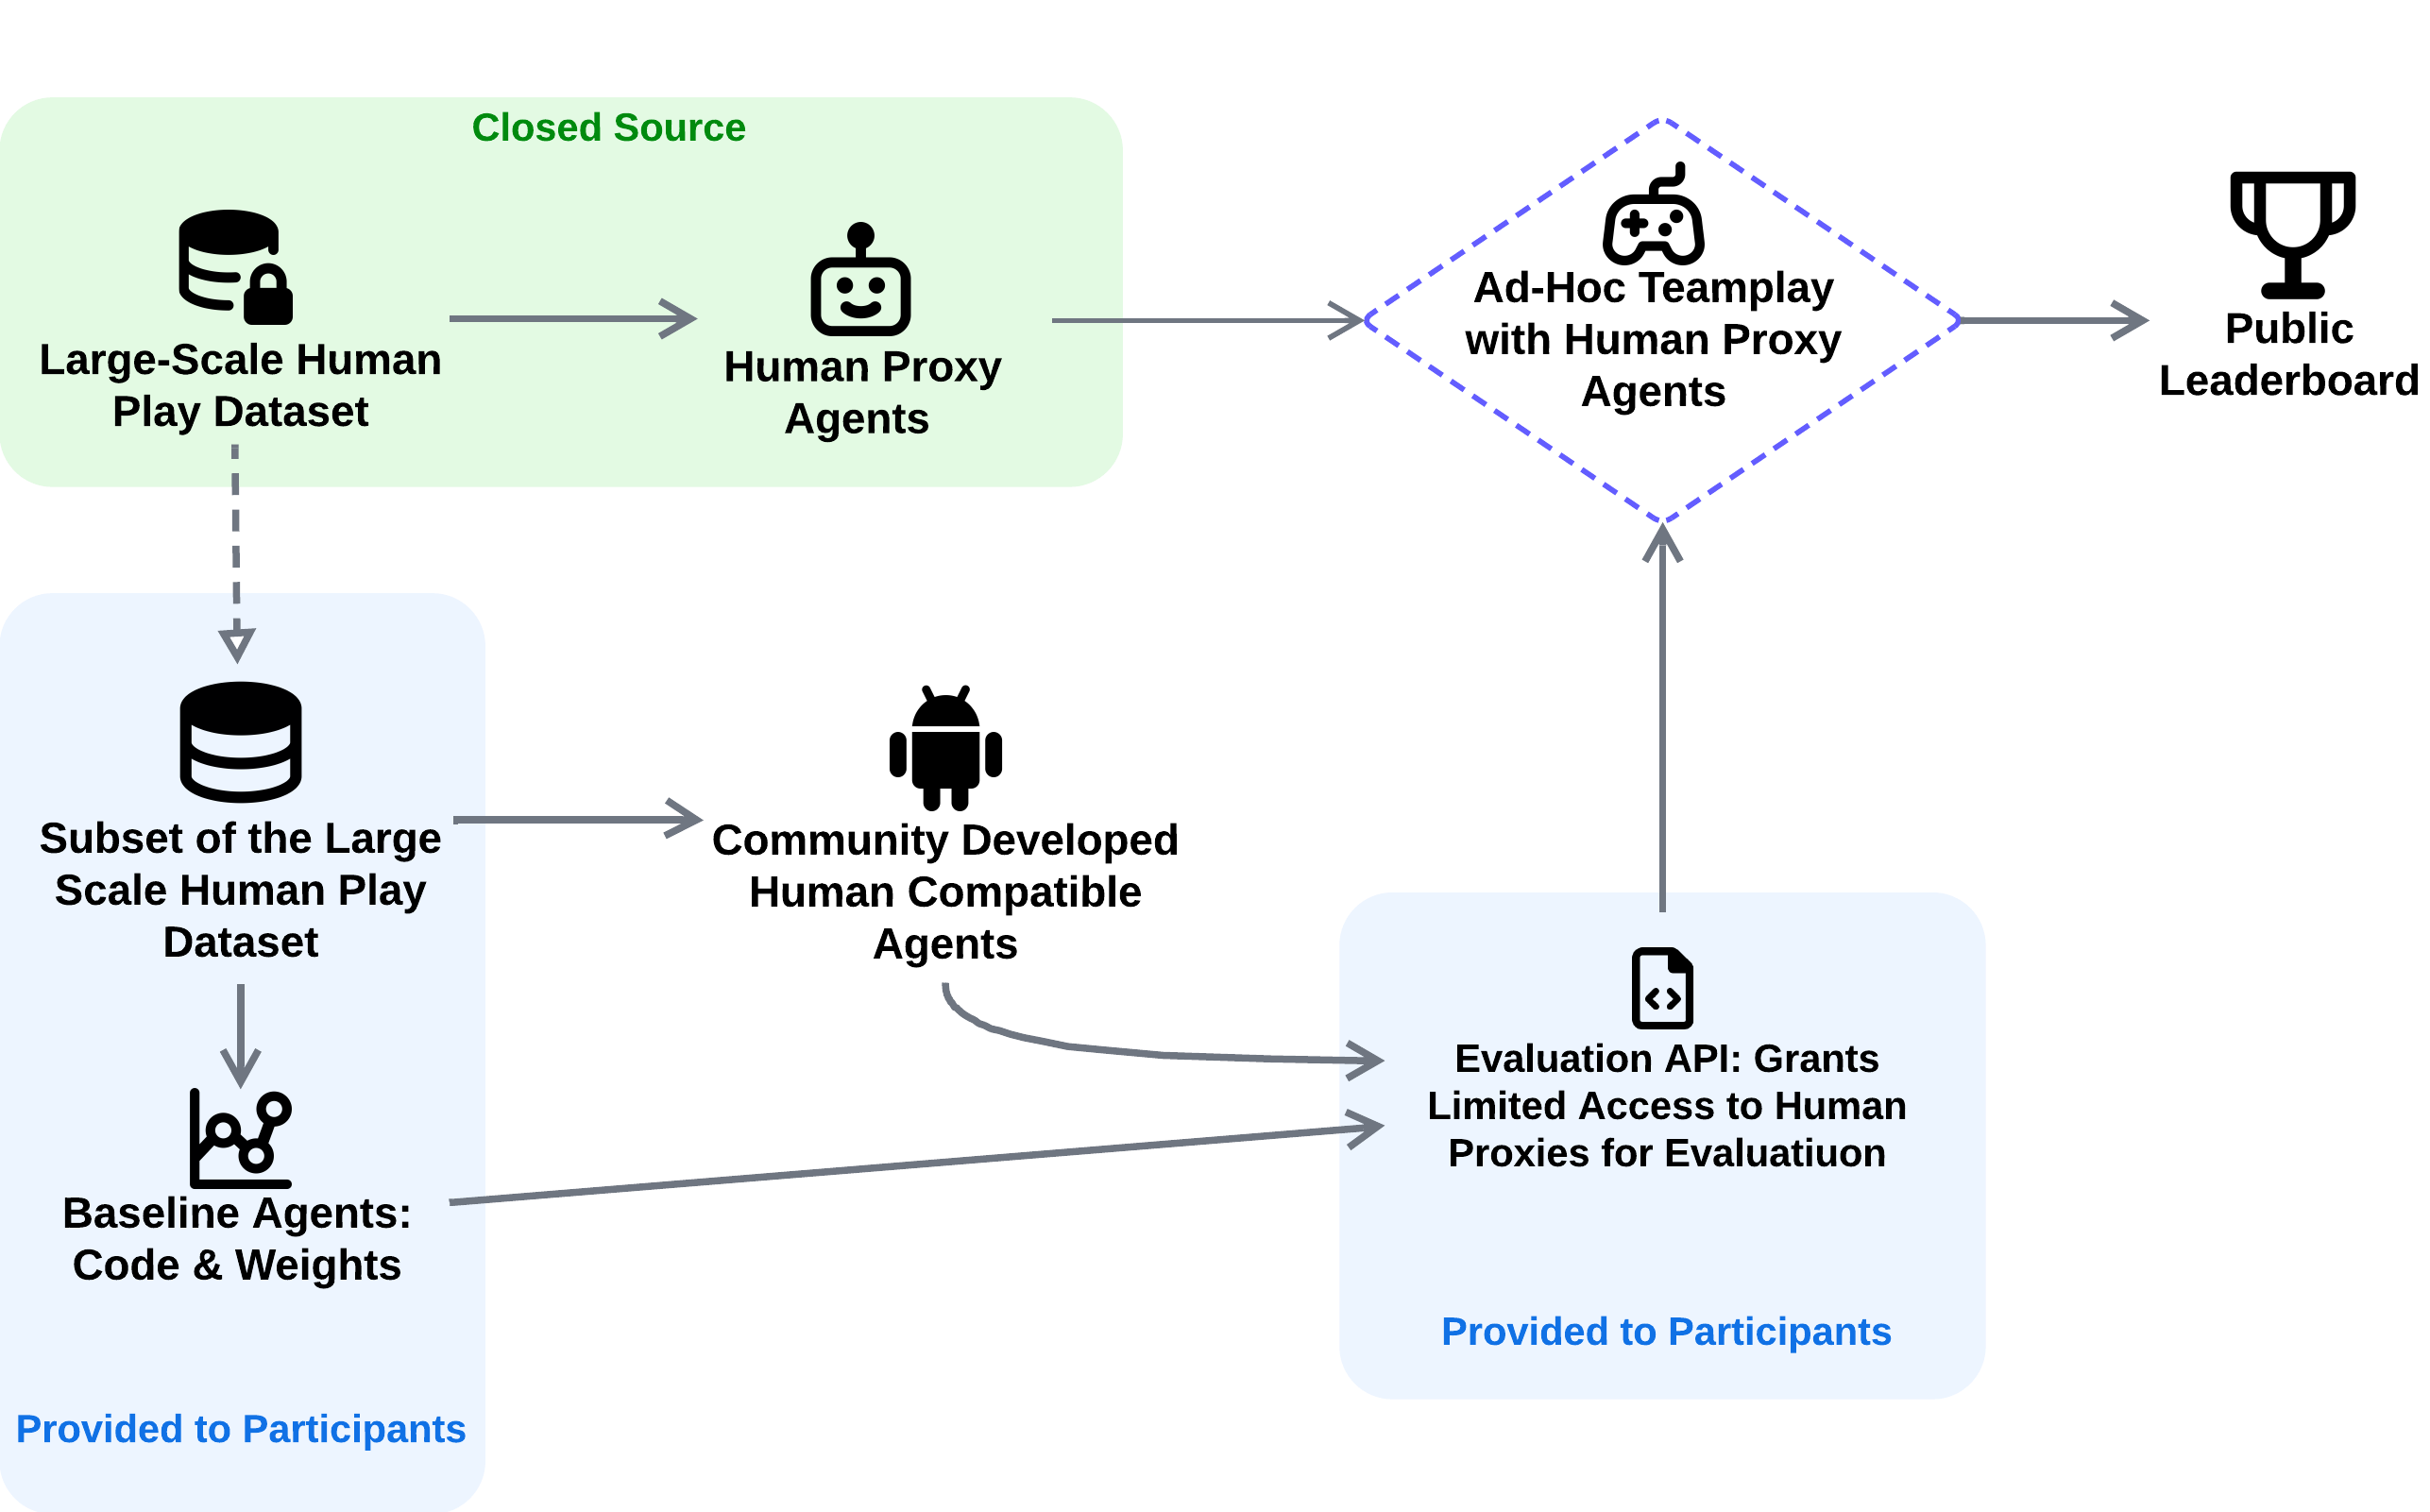 Closed Source
Large-Scale Human
Play Dataset
Human Proxy
Agents
Ad-Hoc Teamplay
with Human Proxy
Agents
Public
Leaderboard
Subset of the Large
Scale Human Play
Dataset
Community Developed
Human Compatible
Agents
Baseline Agents:
Code & Weights
Provided to Participants
Evaluation API: Grants
Limited Access to Human
Proxies for Evaluatiuon
Provided to Participants